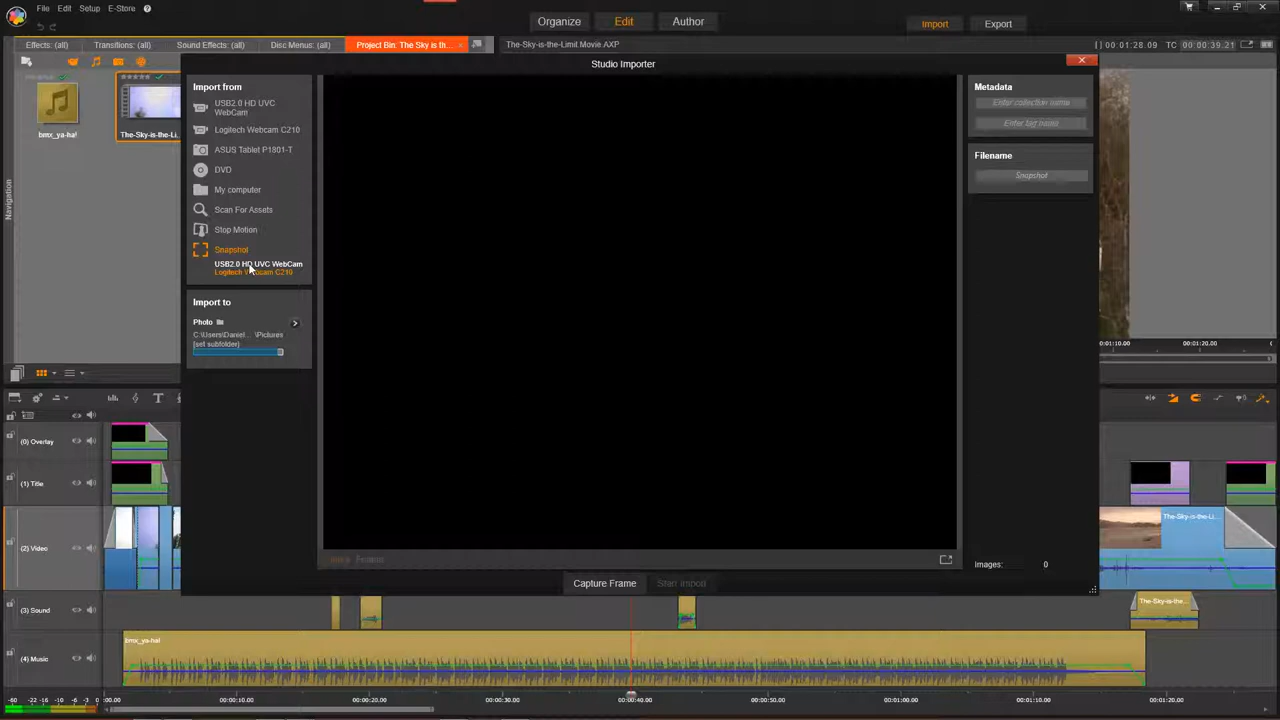 File Edit Setup E-Store
Organize Edit Author
Import Export
Effects: (all) Transitions: (all) Sound Effects: (all) Disc Menus: (all) Project Bin: The Sky is th...
The-Sky-is-the-Limit.Movie.AXP
[] 00:01:28.09 TC 00:00:39.21
Studio Importer
Navigation
bmx_ya-ha!
The-Sky-is-the-Li...
Import from
USB2.0 HD UVC
WebCam
Logitech Webcam C210
ASUS Tablet P1801-T
DVD
My computer
Scan For Assets
Stop Motion
Snapshot
USB2.0 HD UVC WebCam
Logitech Webcam C210
Import to
Photo
C:\Users\Daniel... \Pictures
[set subfolder]
Metadata
Enter collection name
Enter tag name
Filename
Snapshot
Images: 0
Capture Frame Start Import
:01:10.00 00:01:20.00
(0) Overlay
(1) Title
(2) Video
The-Sky-is-the-Li...
(3) Sound
The-Sky-is-the...
(4) Music
bmx_ya-ha!
-60 -22 -16 -10 -6 -3 0
:00.00 00:00:10.00 00:00:20.00 00:00:30.00 00:00:40.00 00:00:50.00 00:01:00.00 00:01:10.00 00:01:20.00